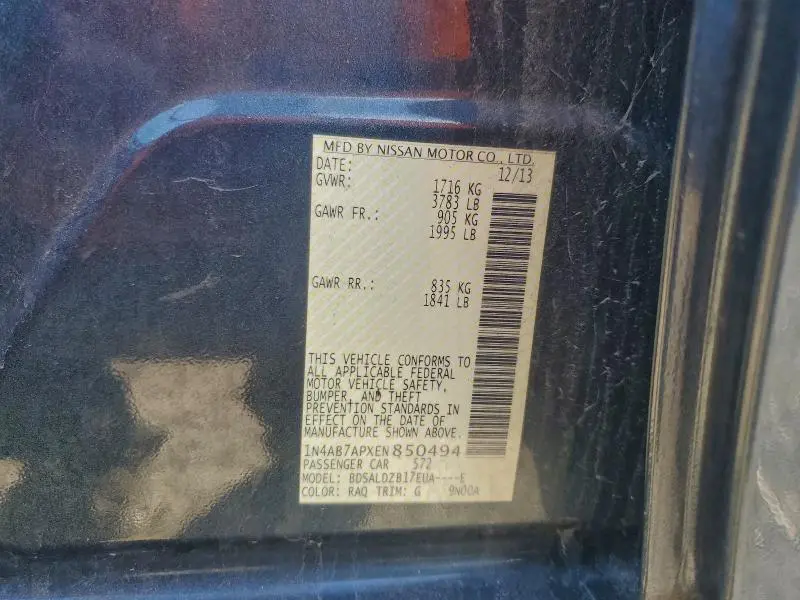 MFD BY NISSAN MOTOR CO., LTD.
DATE: 12/13
GVWR: 1716 KG
3783 LB
GAWR FR.: 905 KG
1995 LB
GAWR RR.: 835 KG
1841 LB
THIS VEHICLE CONFORMS TO
ALL APPLICABLE FEDERAL
MOTOR VEHICLE SAFETY,
BUMPER, AND THEFT
PREVENTION STANDARDS IN
EFFECT ON THE DATE OF
MANUFACTURE SHOWN ABOVE.
1N4AB7APXEN850494
PASSENGER CAR 572
MODEL: BDSALDZB17EUA----E
COLOR: RAQ TRIM: G 9N00A